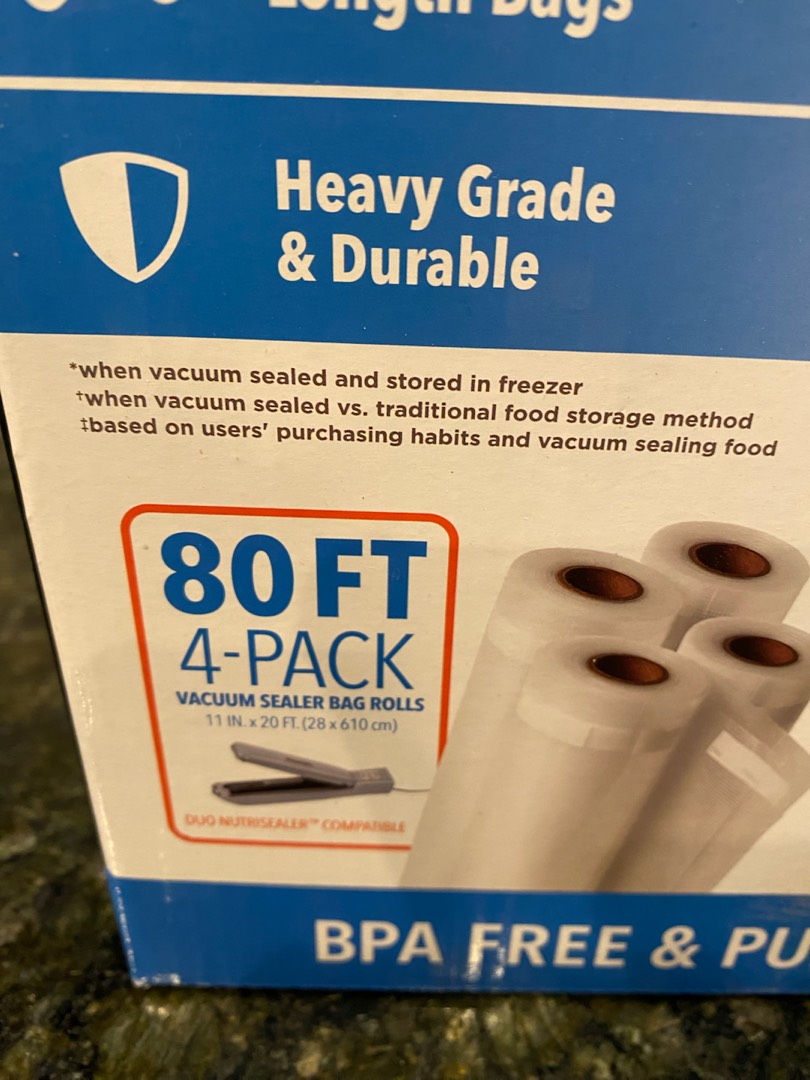 Length Bags
Heavy Grade
& Durable
*when vacuum sealed and stored in freezer
†when vacuum sealed vs. traditional food storage method
‡based on users' purchasing habits and vacuum sealing food
80 FT
4-PACK
VACUUM SEALER BAG ROLLS
11 IN. x 20 FT. (28 x 610 cm)
DUO NUTRISEALER™ COMPATIBLE
BPA FREE & PU